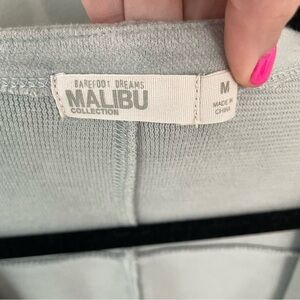 BAREFOOT DREAMS
MALIBU
COLLECTION
M
MADE IN
CHINA